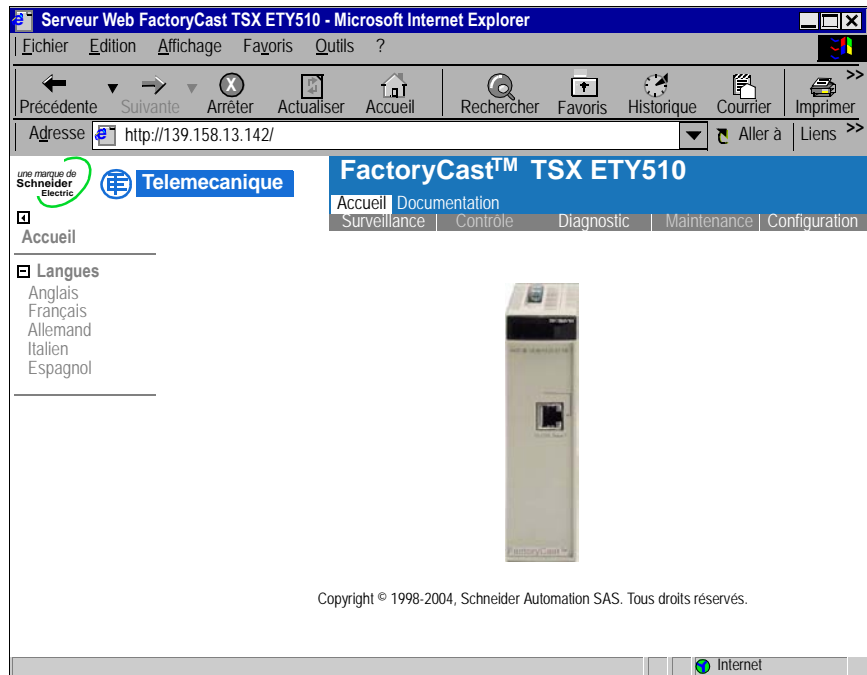 Serveur Web FactoryCast TSX ETY510 - Microsoft Internet Explorer
Fichier Edition Affichage Favoris Outils ?
Précédente Suivante Arrêter Actualiser Accueil Rechercher Favoris Historique Courrier Imprimer >>
Adresse http://139.158.13.142/ Aller à Liens >>
une marque de
Schneider
Electric
Telemecanique
FactoryCast™ TSX ETY510
Accueil Documentation
Surveillance Contrôle Diagnostic Maintenance Configuration
Accueil
Langues
Anglais
Français
Allemand
Italien
Espagnol
FactoryCast™
Copyright © 1998-2004, Schneider Automation SAS. Tous droits réservés.
Internet